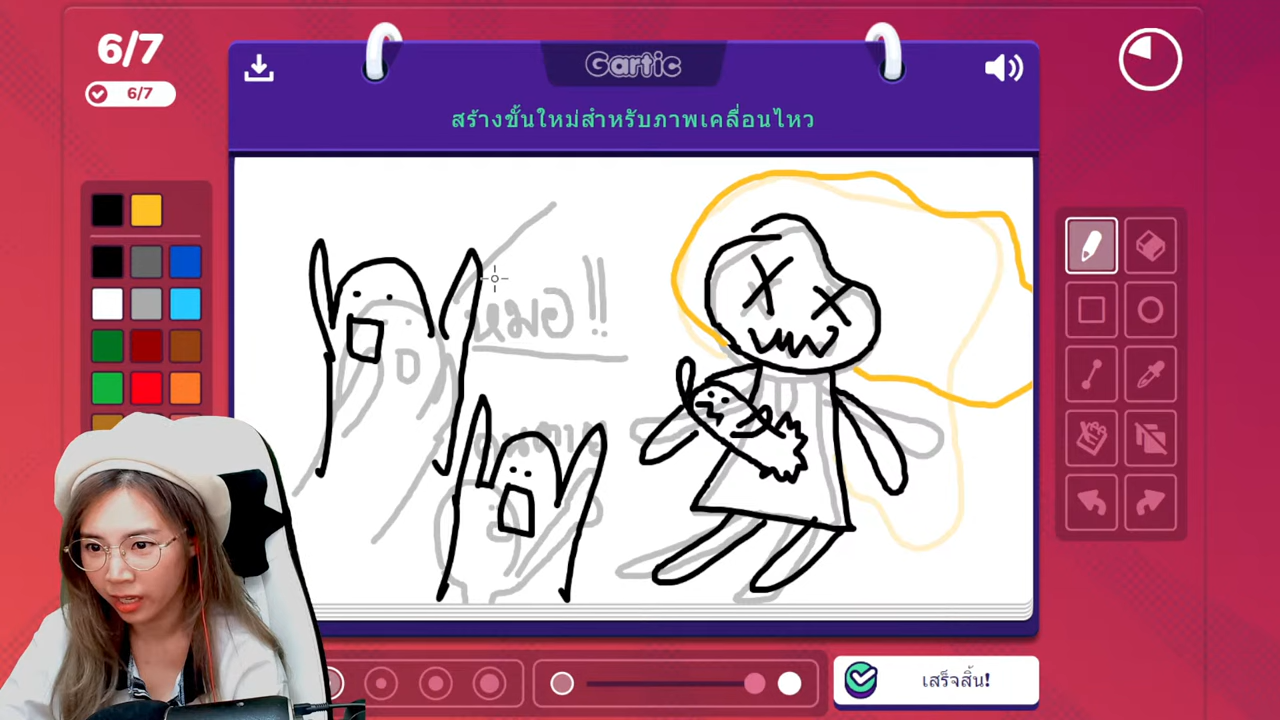 6/7
6/7
Gartic
สร้างขั้นใหม่สำหรับภาพเคลื่อนไหว
หมอ!!
เสร็จสิ้น!